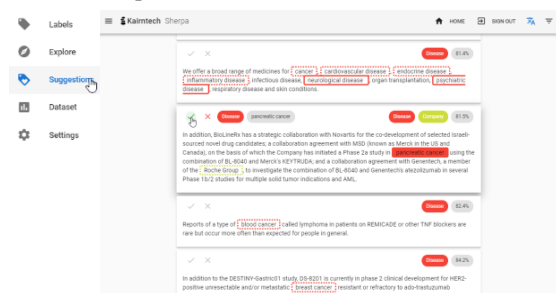 Labels
Explore
Suggestions
Dataset
Settings
Kairntech Sherpa
HOME
SIGN OUT
Disease 81.4%
We offer a broad range of medicines for cancer, cardiovascular disease, endocrine disease,
inflammatory disease, infectious disease, neurological disease, organ transplantation, psychiatric
disease, respiratory disease and skin conditions.
Disease pancreatic cancer Disease Company 81.5%
In addition, BioLineRx has a strategic collaboration with Novartis for the co-development of selected Israeli-
sourced novel drug candidates; a collaboration agreement with MSD (known as Merck in the US and
Canada), on the basis of which the Company has initiated a Phase 2a study in pancreatic cancer using the
combination of BL-8040 and Merck's KEYTRUDA; and a collaboration agreement with Genentech, a member
of the Roche Group, to investigate the combination of BL-8040 and Genentech's atezolizumab in several
Phase 1b/2 studies for multiple solid tumor indications and AML.
Disease 82.4%
Reports of a type of blood cancer called lymphoma in patients on REMICADE or other TNF blockers are
rare but occur more often than expected for people in general.
Disease 84.2%
In addition to the DESTINY-Gastric01 study, DS-8201 is currently in phase 2 clinical development for HER2-
positive unresectable and/or metastatic breast cancer resistant or refractory to ado-trastuzumab